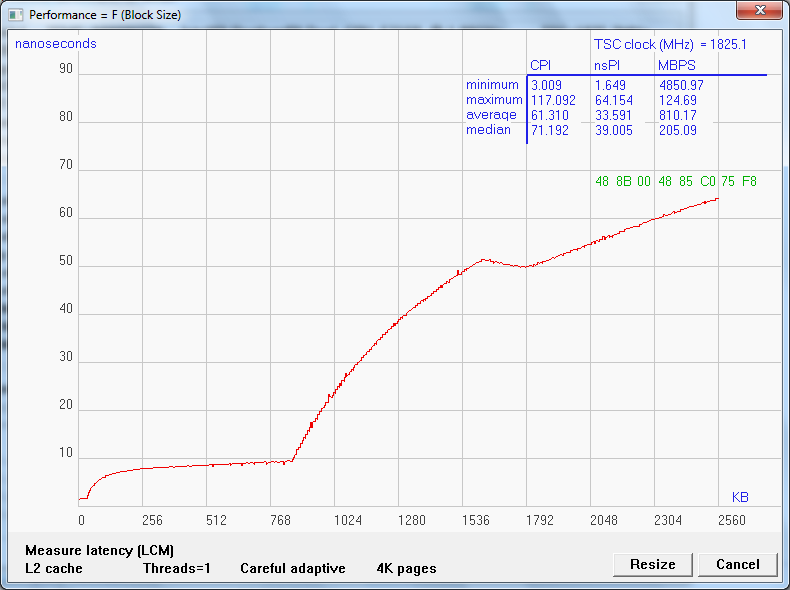 Performance = F (Block Size)
nanoseconds
TSC clock (MHz) = 1825.1
CPI nsPI MBPS
minimum 3.009 1.649 4850.97
maximum 117.092 64.154 124.69
average 61.310 33.591 810.17
median 71.192 39.005 205.09
48 8B 00 48 85 C0 75 F8
90
80
70
60
50
40
30
20
10
KB
0 256 512 768 1024 1280 1536 1792 2048 2304 2560
Measure latency (LCM)
L2 cache Threads=1 Careful adaptive 4K pages
Resize Cancel